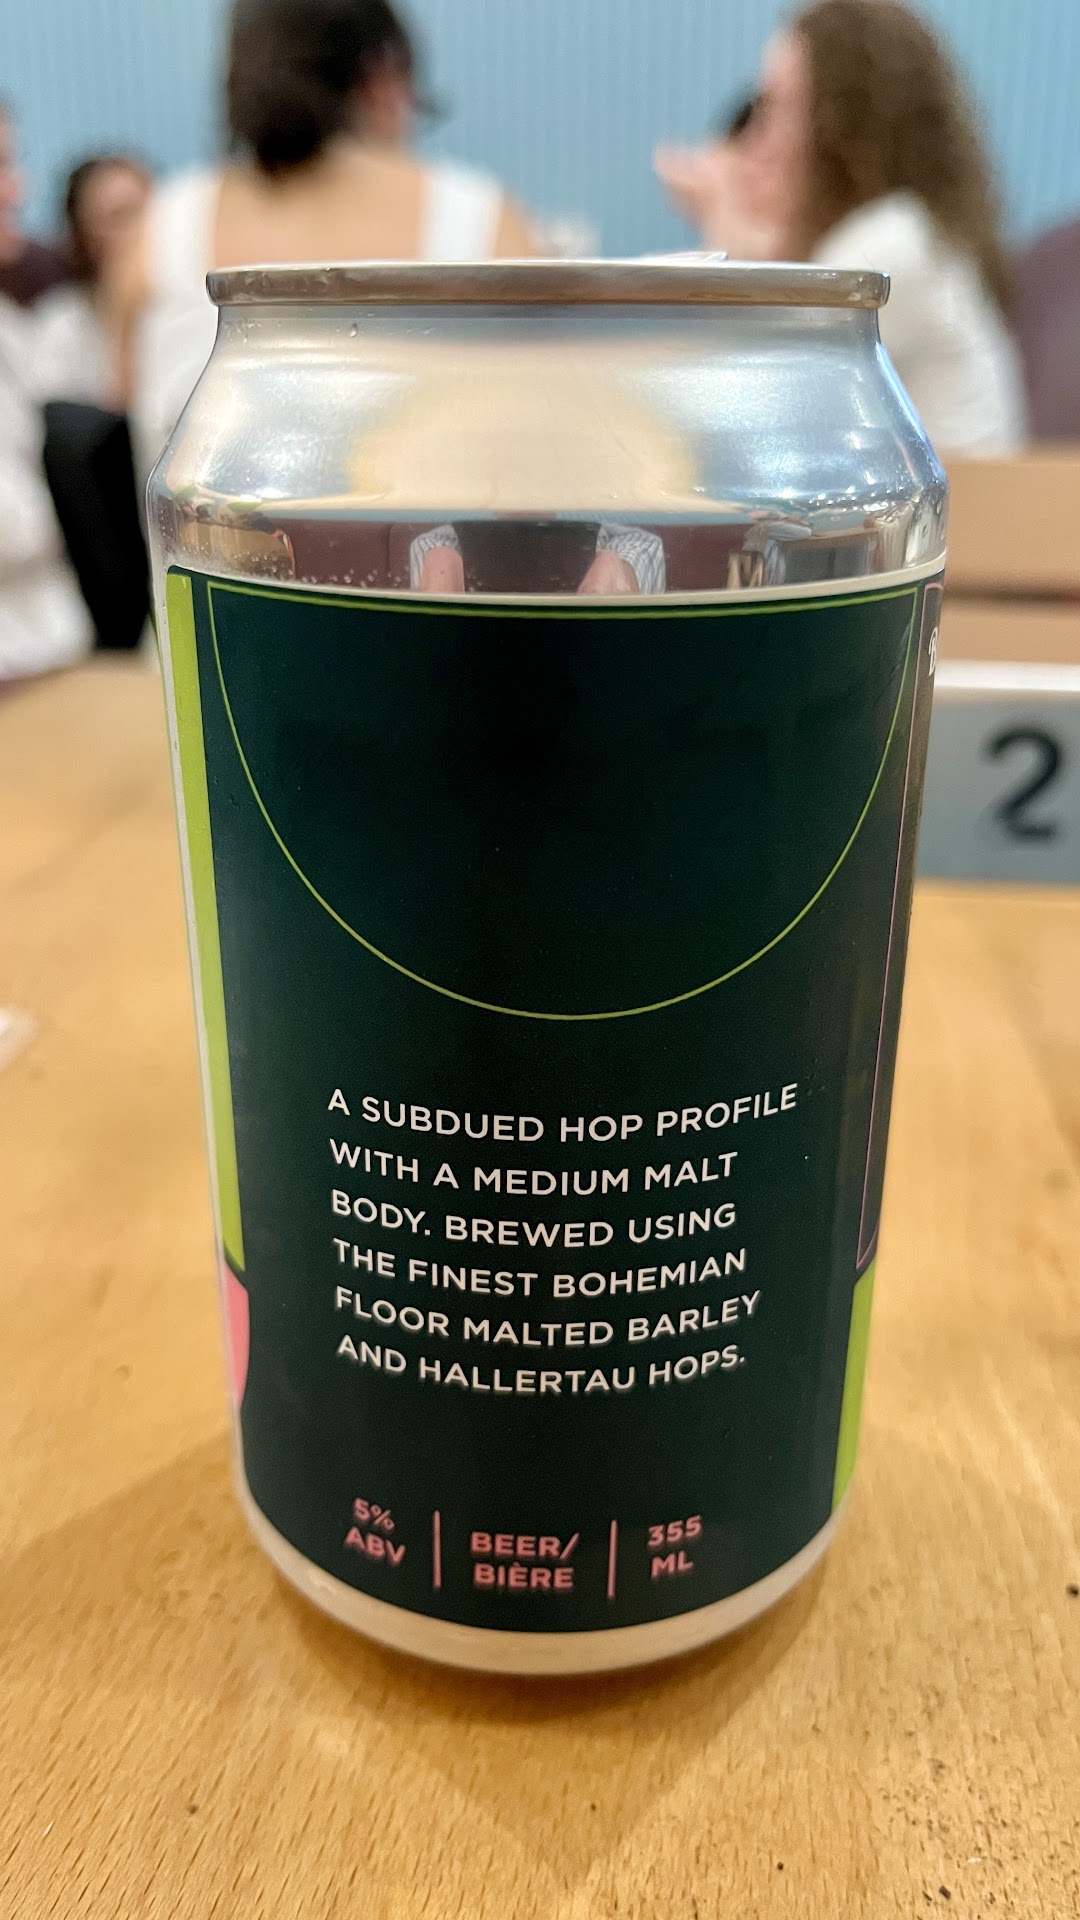 A SUBDUED HOP PROFILE
WITH A MEDIUM MALT
BODY. BREWED USING
THE FINEST BOHEMIAN
FLOOR MALTED BARLEY
AND HALLERTAU HOPS.
5%
ABV
BEER/
BIÈRE
355
ML
2